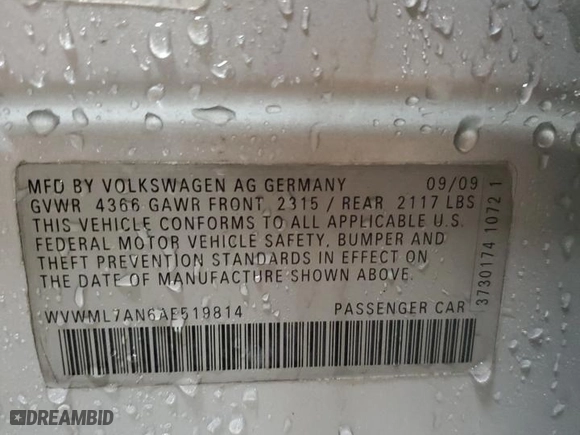 MFD BY VOLKSWAGEN AG GERMANY 09/09
GVWR 4366 GAWR FRONT 2315 / REAR 2117 LBS
THIS VEHICLE CONFORMS TO ALL APPLICABLE U.S.
FEDERAL MOTOR VEHICLE SAFETY, BUMPER AND
THEFT PREVENTION STANDARDS IN EFFECT ON
THE DATE OF MANUFACTURE SHOWN ABOVE.
WVWML7AN6AE519814 PASSENGER CAR
3730174 1072 1
DREAMBID